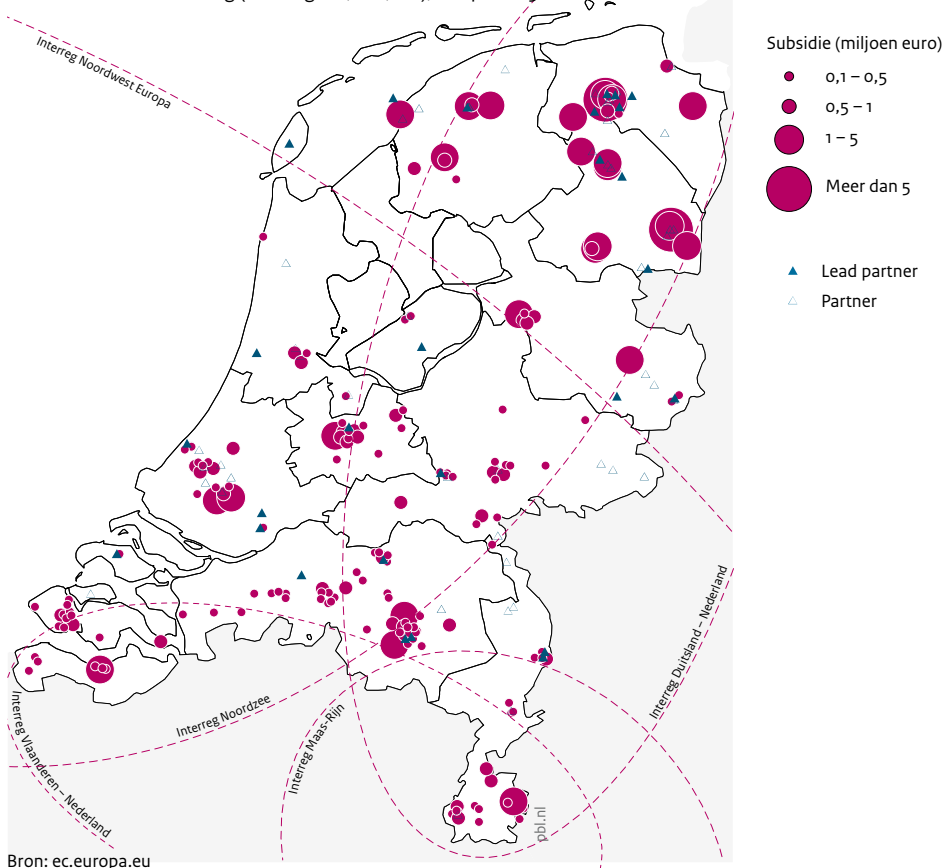 Interreg Noordwest Europa
Subsidie (miljoen euro)
0,1 – 0,5
0,5 – 1
1 – 5
Meer dan 5
Lead partner
Partner
Interreg Duitsland – Nederland
Interreg Noordzee
Interreg Maas-Rijn
Interreg Vlaanderen – Nederland
pbl.nl
Bron: ec.europa.eu